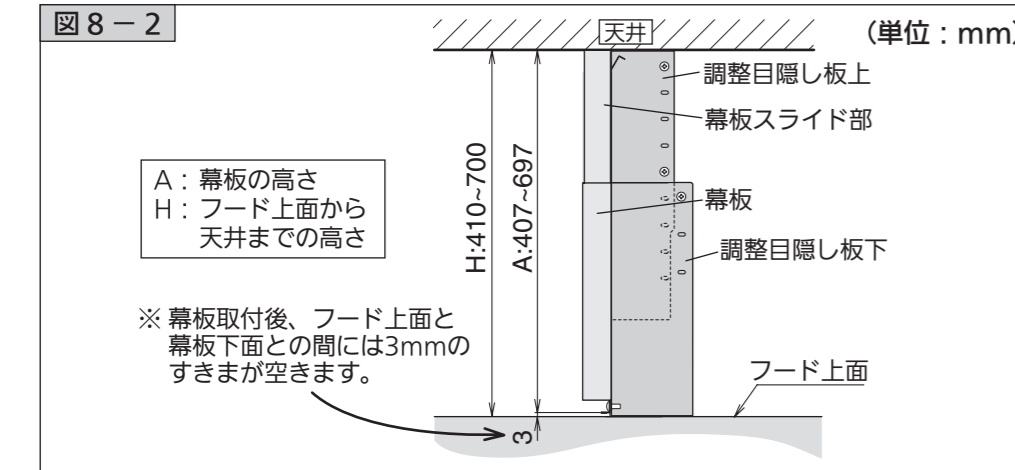 図8－2
（単位：mm）
天井
調整目隠し板上
幕板スライド部
A：幕板の高さ
H：フード上面から
天井までの高さ
H:410~700
A:407~697
幕板
調整目隠し板下
※ 幕板取付後、フード上面と
幕板下面との間には3mmの
すきまが空きます。
フード上面
3